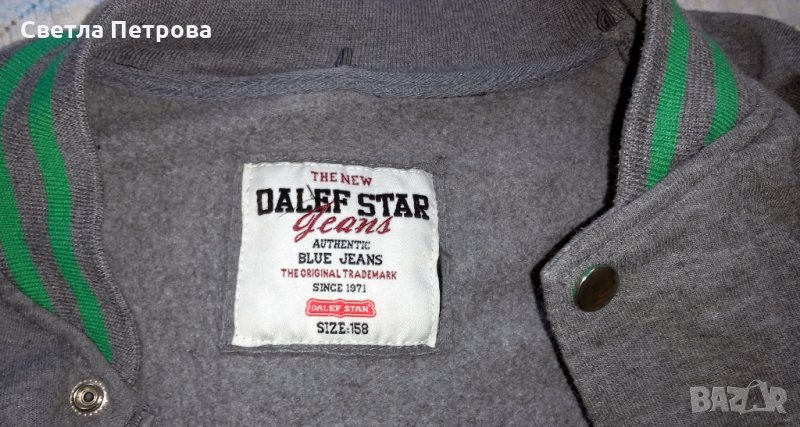 Светла Петрова
THE NEW
DALEF STAR
Jeans
AUTHENTIC
BLUE JEANS
THE ORIGINAL TRADEMARK
SINCE 1971
DALEF STAR
SIZE:158
BAZAR